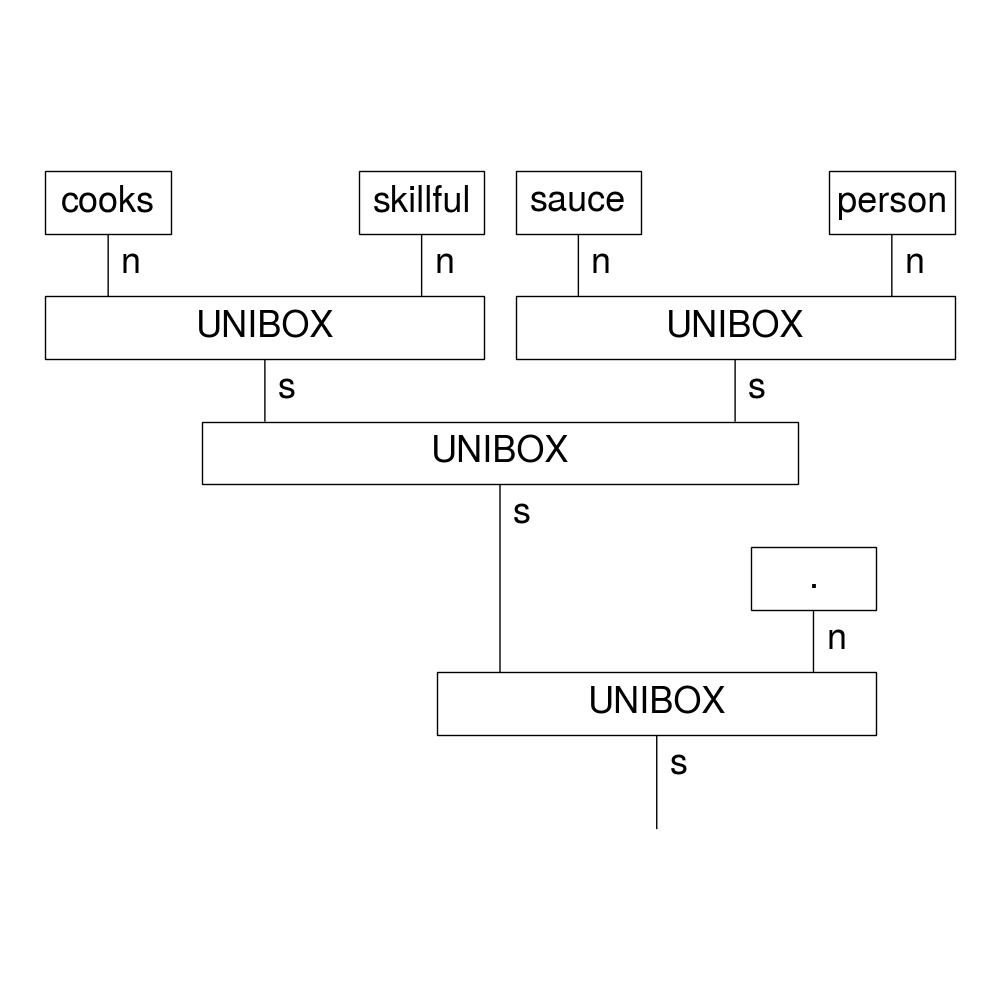 cooks skillful sauce person
n n n n
UNIBOX UNIBOX
s s
UNIBOX
s
.
n
UNIBOX
s